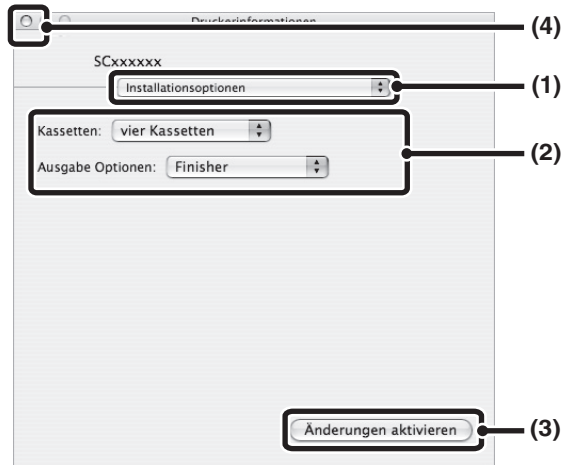 Druckerinformationen
(4)
SCxxxxxx
Installationsoptionen
(1)
Kassetten: vier Kassetten
(2)
Ausgabe Optionen: Finisher
Änderungen aktivieren
(3)